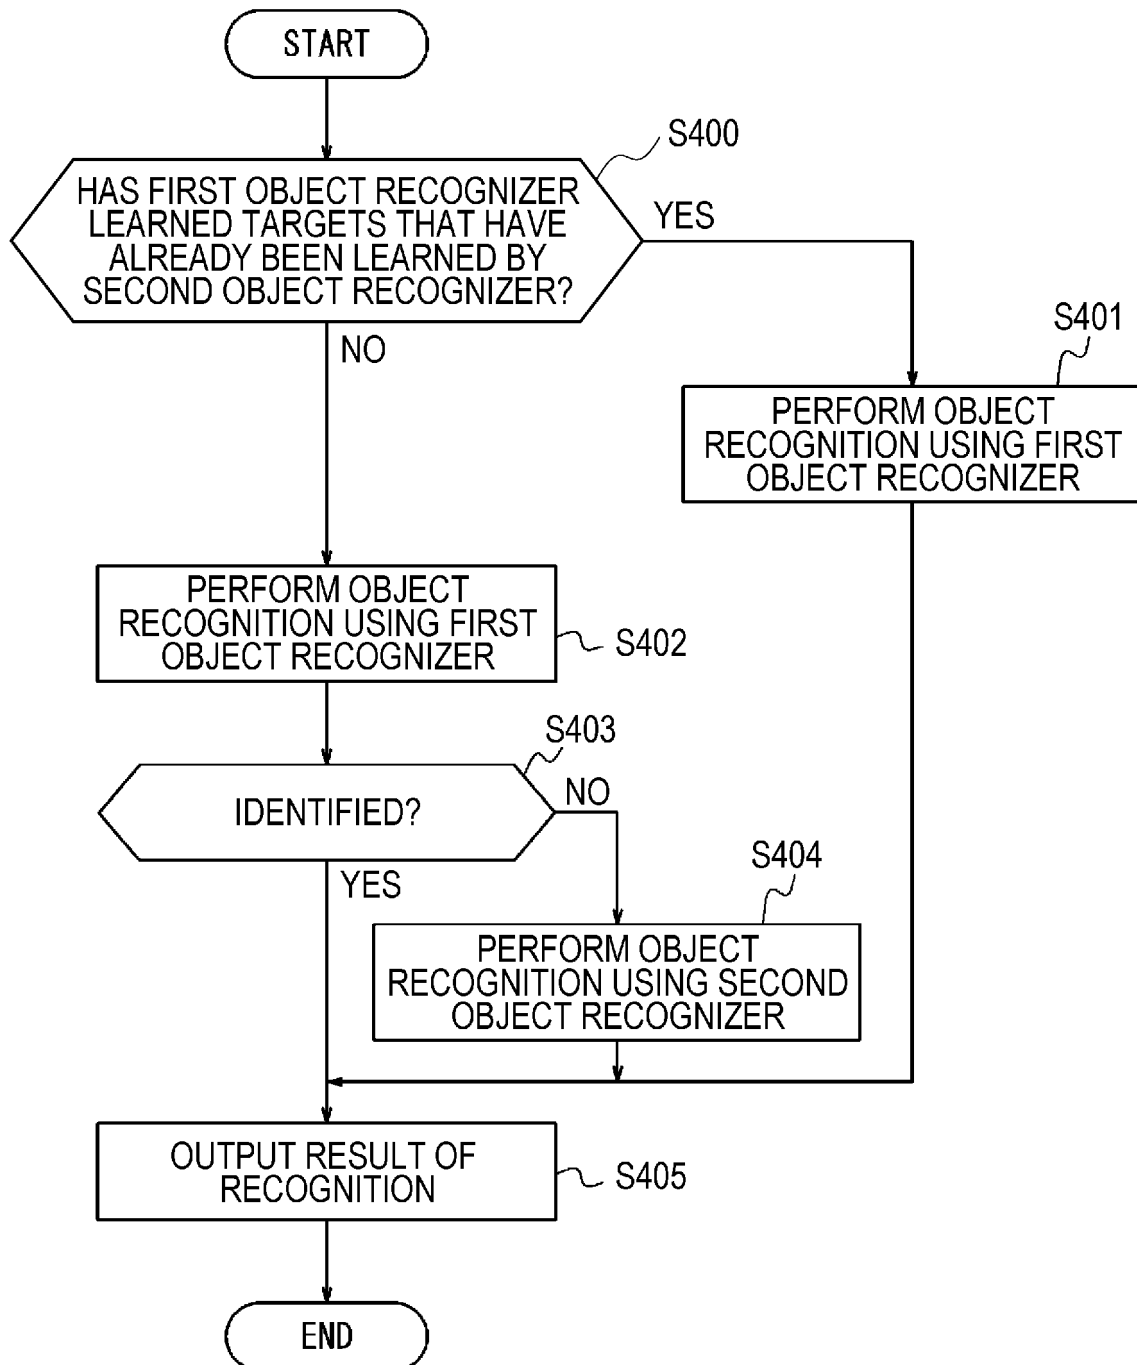 START
S400
HAS FIRST OBJECT RECOGNIZER
LEARNED TARGETS THAT HAVE
ALREADY BEEN LEARNED BY
SECOND OBJECT RECOGNIZER?
YES
NO
S401
PERFORM OBJECT
RECOGNITION USING FIRST
OBJECT RECOGNIZER
PERFORM OBJECT
RECOGNITION USING FIRST
OBJECT RECOGNIZER
S402
S403
IDENTIFIED?
NO
YES
S404
PERFORM OBJECT
RECOGNITION USING SECOND
OBJECT RECOGNIZER
OUTPUT RESULT OF
RECOGNITION
S405
END